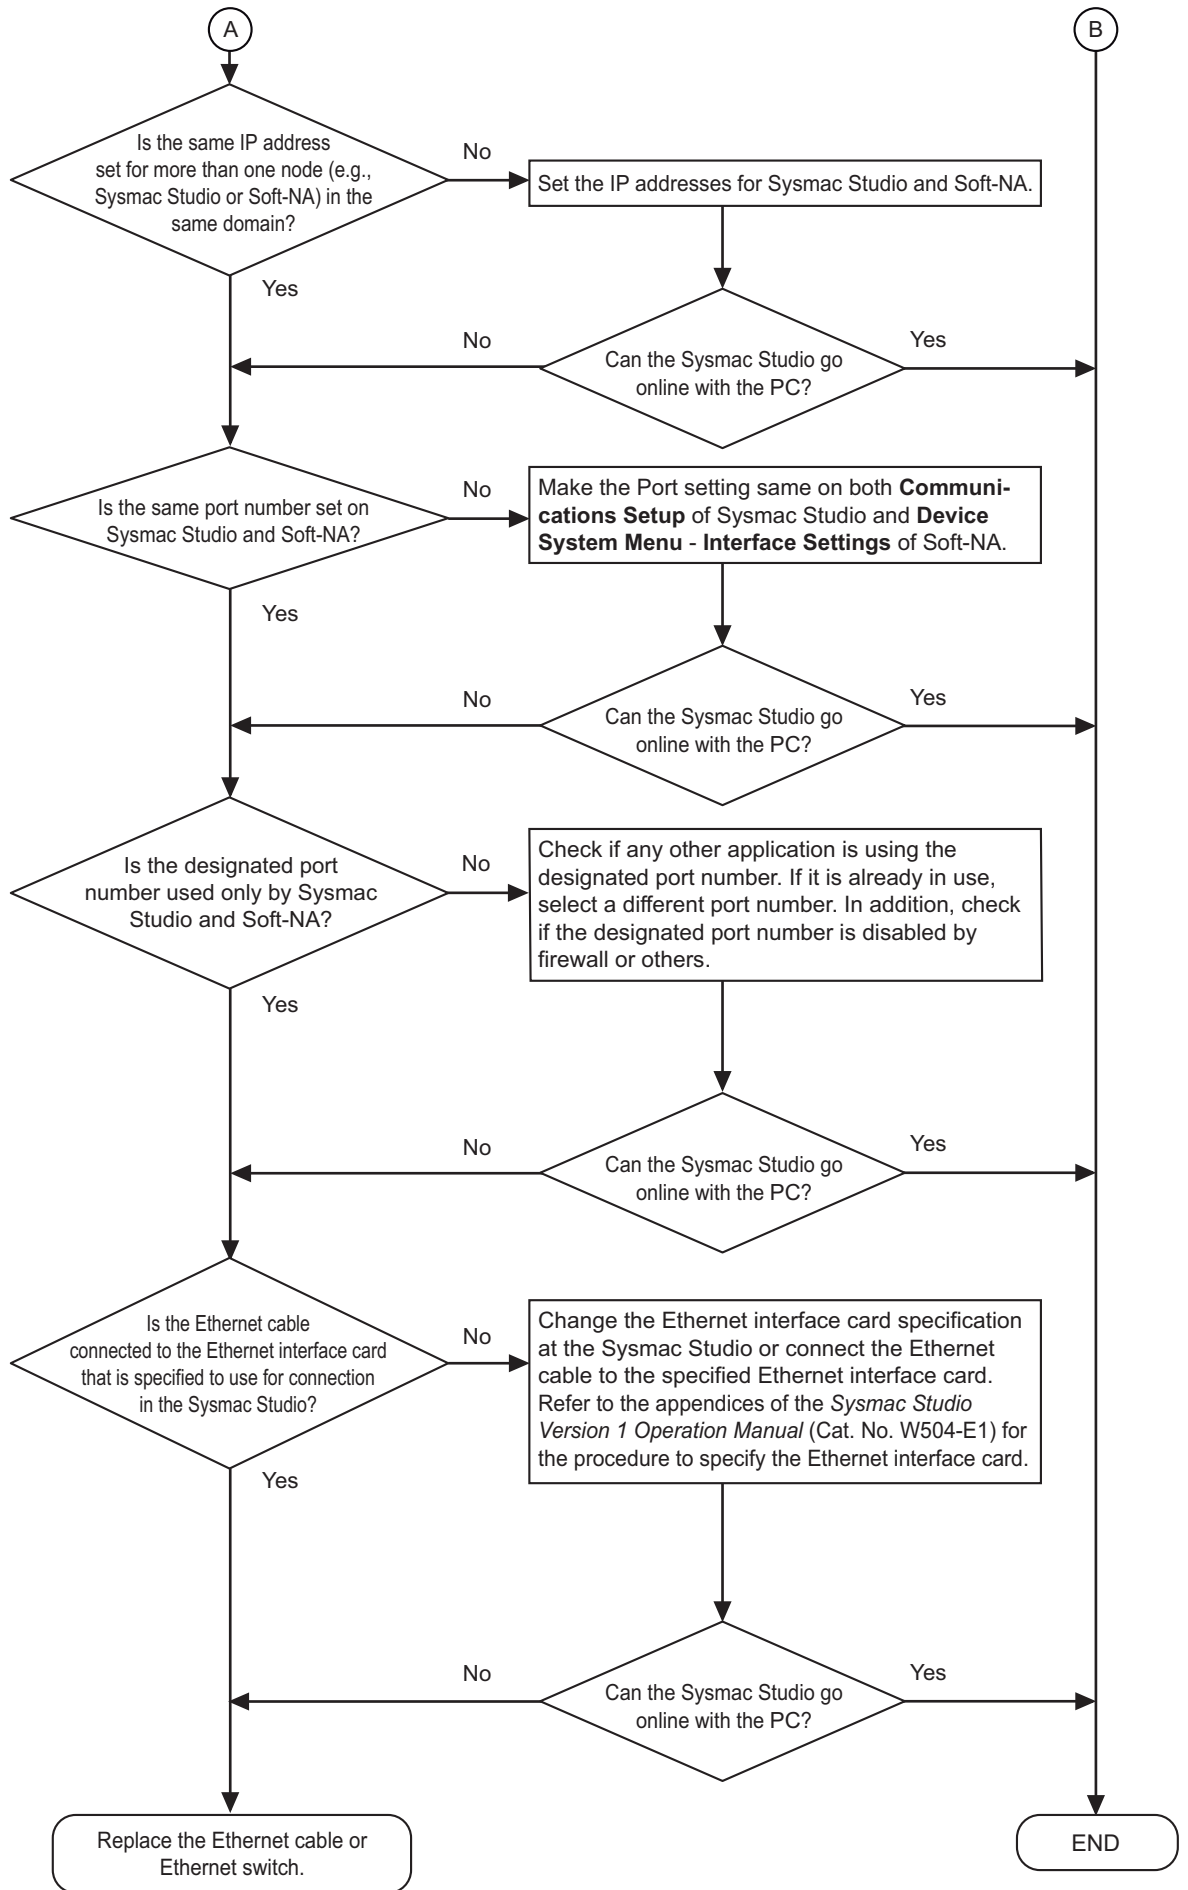 A
B
Is the same IP address
set for more than one node (e.g.,
Sysmac Studio or Soft-NA) in the
same domain?
No
Set the IP addresses for Sysmac Studio and Soft-NA.
Yes
No
Can the Sysmac Studio go
online with the PC?
Yes
Is the same port number set on
Sysmac Studio and Soft-NA?
No
Make the Port setting same on both Communi-
cations Setup of Sysmac Studio and Device
System Menu - Interface Settings of Soft-NA.
Yes
No
Can the Sysmac Studio go
online with the PC?
Yes
Is the designated port
number used only by Sysmac
Studio and Soft-NA?
No
Check if any other application is using the
designated port number. If it is already in use,
select a different port number. In addition, check
if the designated port number is disabled by
firewall or others.
Yes
No
Can the Sysmac Studio go
online with the PC?
Yes
Is the Ethernet cable
connected to the Ethernet interface card
that is specified to use for connection
in the Sysmac Studio?
No
Change the Ethernet interface card specification
at the Sysmac Studio or connect the Ethernet
cable to the specified Ethernet interface card.
Refer to the appendices of the Sysmac Studio
Version 1 Operation Manual (Cat. No. W504-E1) for
the procedure to specify the Ethernet interface card.
Yes
No
Can the Sysmac Studio go
online with the PC?
Yes
Replace the Ethernet cable or
Ethernet switch.
END